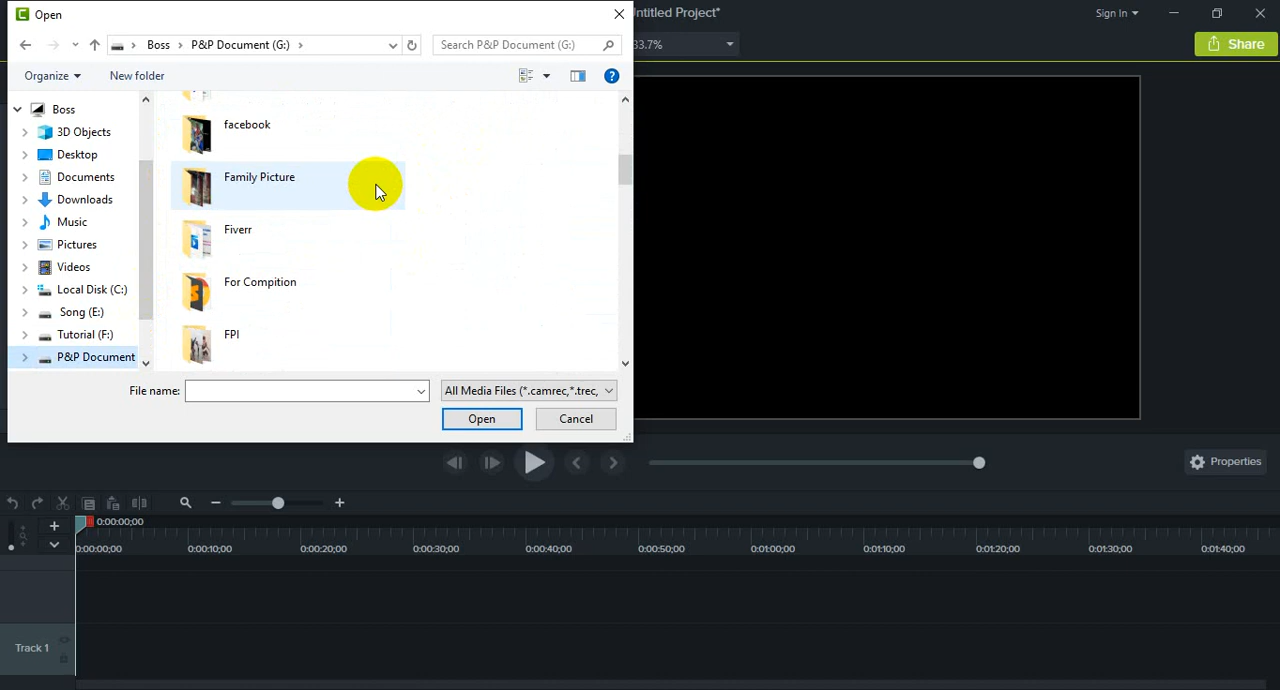 Open
ntitled Project*
Sign In
Boss
P&P Document (G:)
Search P&P Document (G:)
33.7%
Share
Organize
New folder
Boss
3D Objects
Desktop
Documents
Downloads
Music
Pictures
Videos
Local Disk (C:)
Song (E:)
Tutorial (F:)
P&P Document
facebook
Family Picture
Fiverr
For Compition
FPI
File name:
All Media Files (*.camrec,*.trec,
Open
Cancel
Properties
0:00:00;00
0:00:00;00
0:00:10;00
0:00:20;00
0:00:30;00
0:00:40;00
0:00:50;00
0:01:00;00
0:01:10;00
0:01:20;00
0:01:30;00
0:01:40;00
Track 1